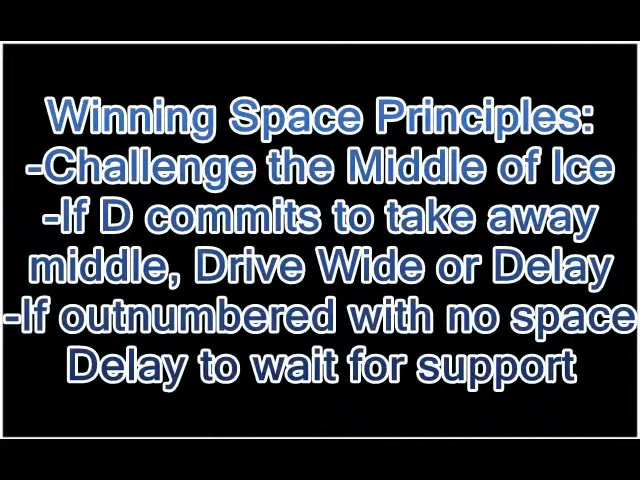 Winning Space Principles:
-Challenge the Middle of Ice
-If D commits to take away
middle, Drive Wide or Delay
-If outnumbered with no space
Delay to wait for support